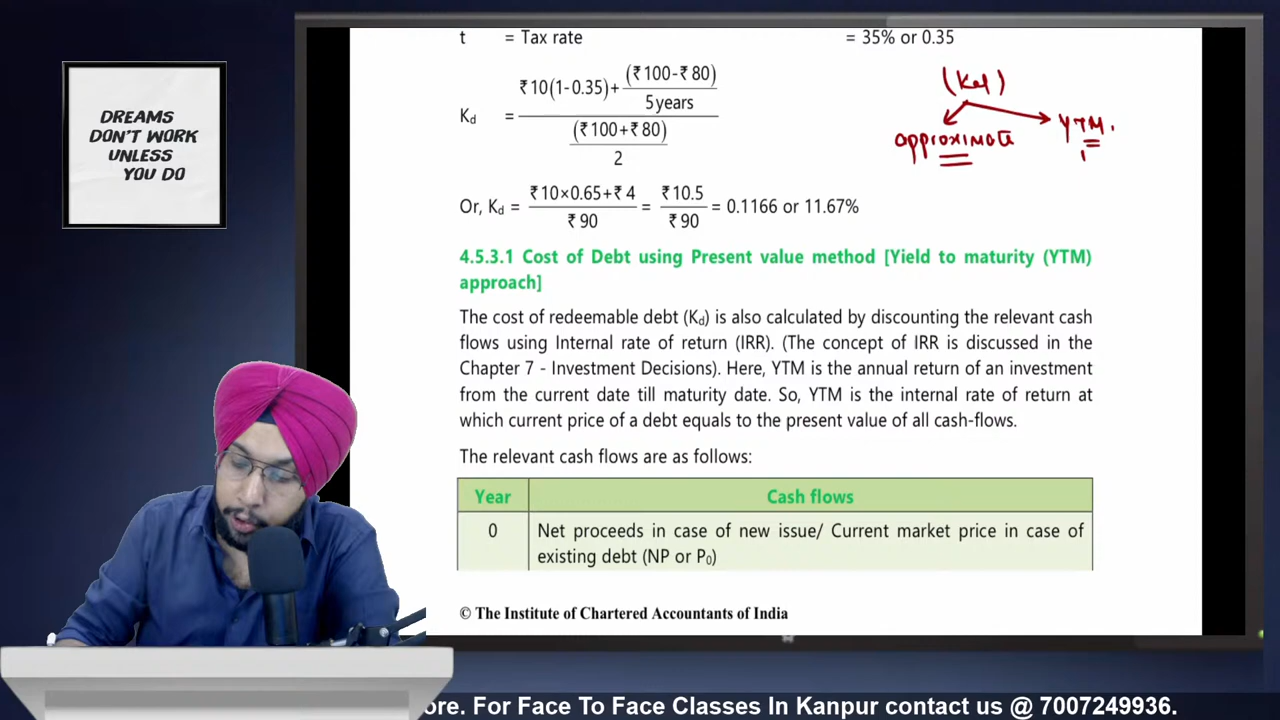 DREAMS
DON'T WORK
UNLESS
YOU DO
t = Tax rate = 35% or 0.35
Kd = ₹10(1-0.35)+(₹100-₹80)/5years
(₹100+₹80)/2
(Kd)
approximate
YTM.
Or, Kd = ₹10×0.65+₹4/₹90 = ₹10.5/₹90 = 0.1166 or 11.67%
4.5.3.1 Cost of Debt using Present value method [Yield to maturity (YTM)
approach]
The cost of redeemable debt (Kd) is also calculated by discounting the relevant cash
flows using Internal rate of return (IRR). (The concept of IRR is discussed in the
Chapter 7 - Investment Decisions). Here, YTM is the annual return of an investment
from the current date till maturity date. So, YTM is the internal rate of return at
which current price of a debt equals to the present value of all cash-flows.
The relevant cash flows are as follows:
Year Cash flows
0 Net proceeds in case of new issue/ Current market price in case of
existing debt (NP or P0)
© The Institute of Chartered Accountants of India
ore. For Face To Face Classes In Kanpur contact us @ 7007249936.